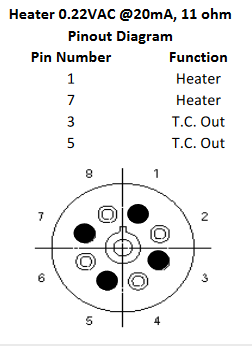 Heater 0.22VAC @20mA, 11 ohm
Pinout Diagram
Pin Number Function
1 Heater
7 Heater
3 T.C. Out
5 T.C. Out
8 1
7 2
6 3
5 4